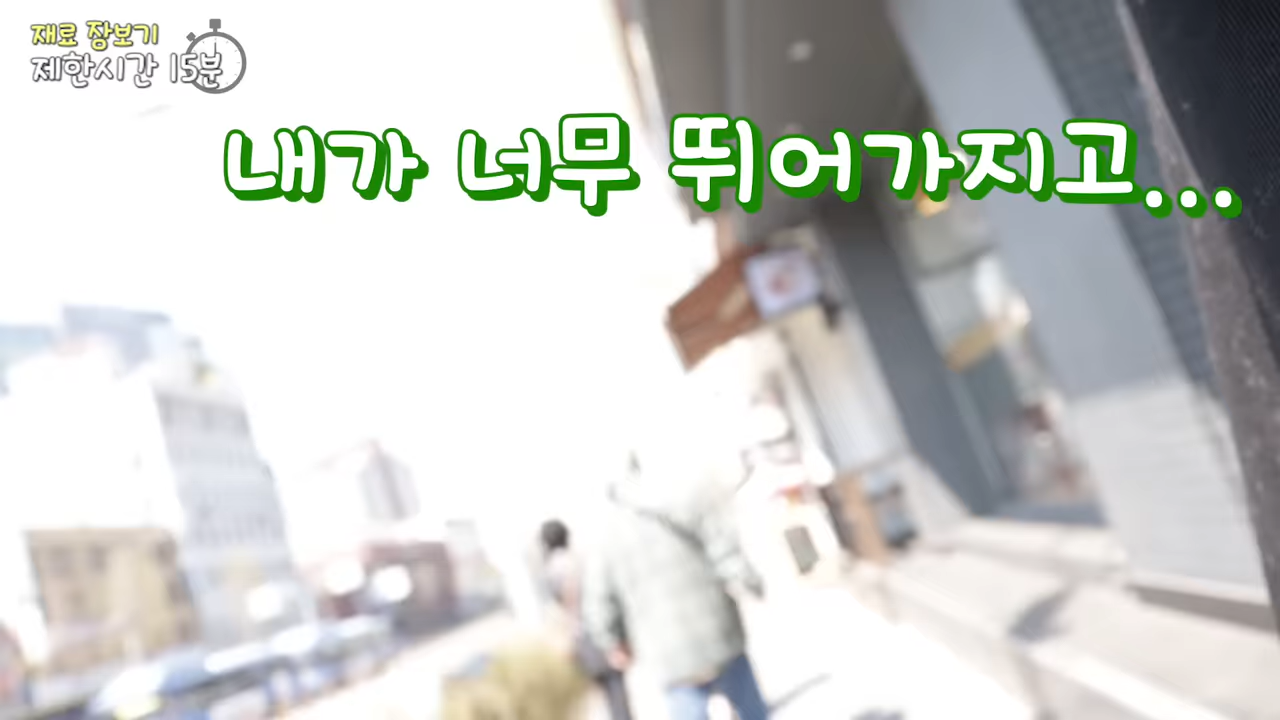 재료 장보기
제한시간 15분
내가 너무 뛰어가지고...